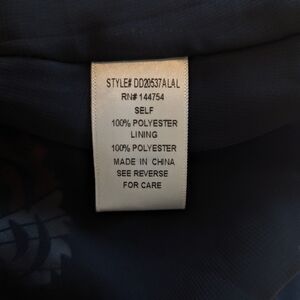 STYLE# DD20537ALAL
RN# 144754
SELF
100% POLYESTER
LINING
100% POLYESTER
MADE IN CHINA
SEE REVERSE
FOR CARE